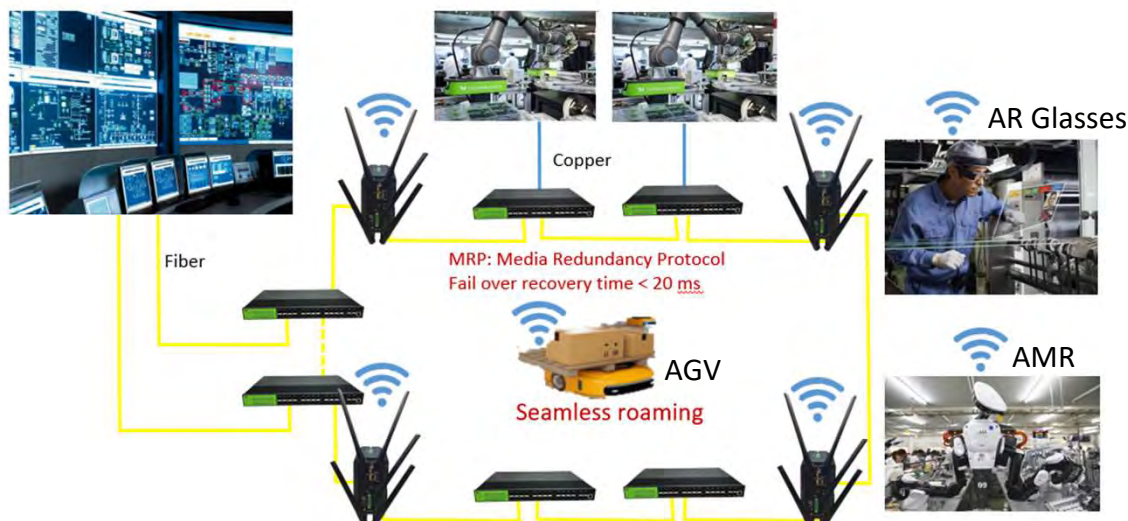 Copper
AR Glasses
Fiber
MRP: Media Redundancy Protocol
Fail over recovery time < 20 ms
AGV
AMR
Seamless roaming